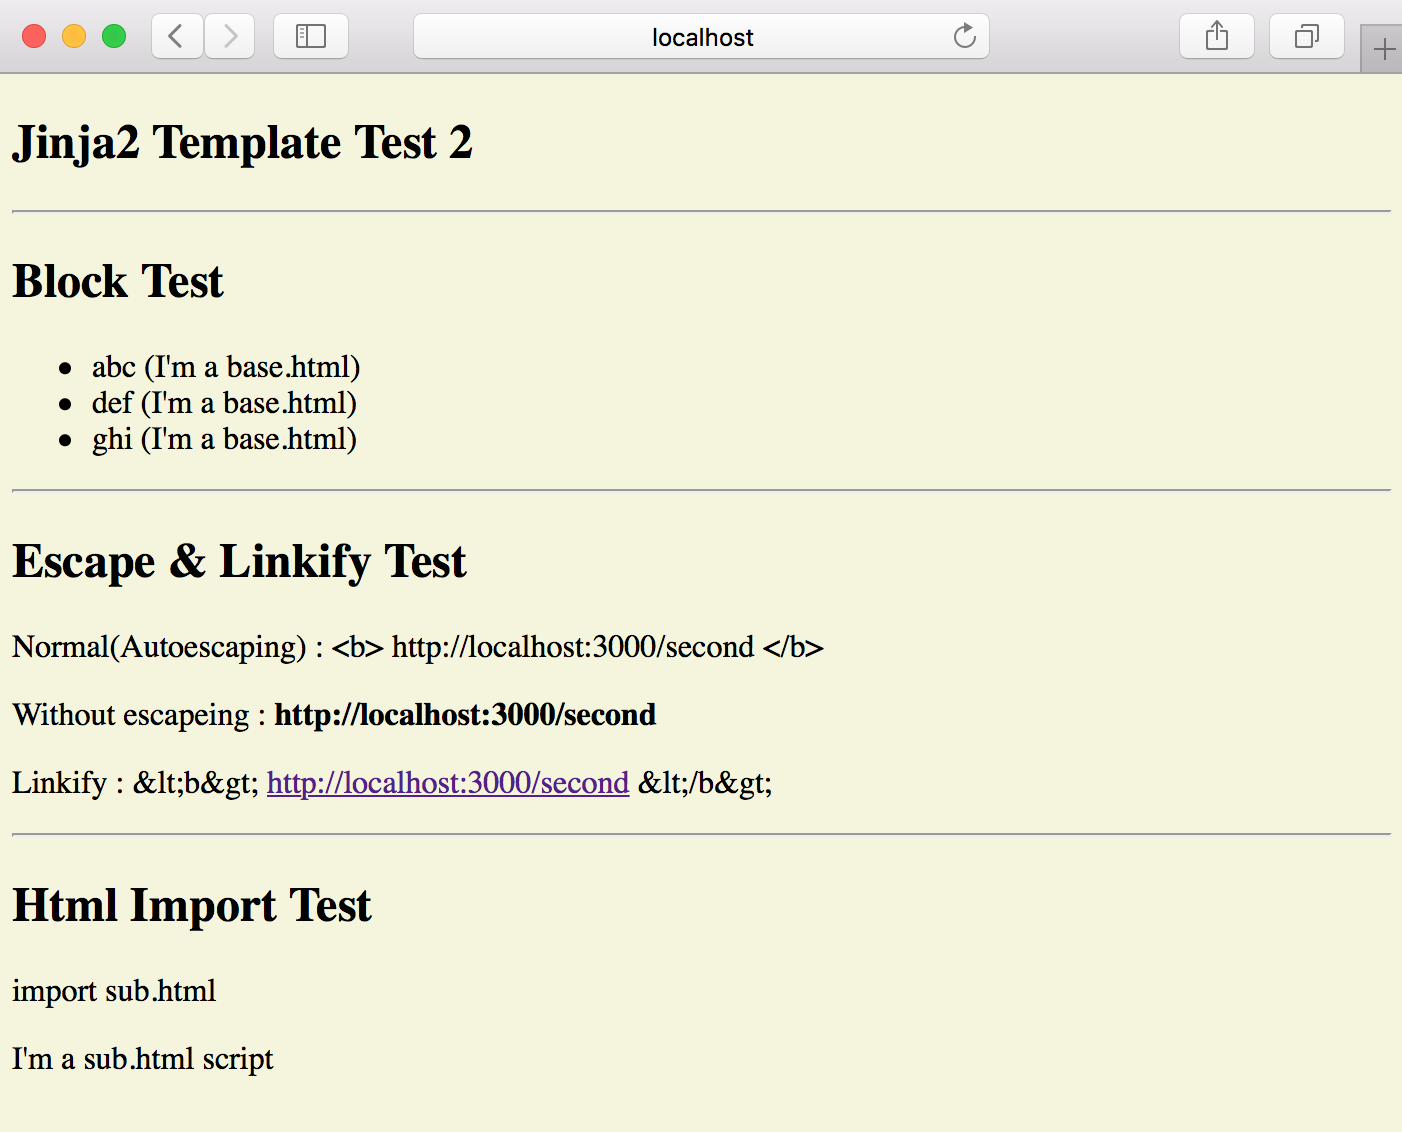 localhost
Jinja2 Template Test 2
Block Test
• abc (I'm a base.html)
• def (I'm a base.html)
• ghi (I'm a base.html)
Escape & Linkify Test
Normal(Autoescaping) : <b> http://localhost:3000/second </b>
Without escapeing : http://localhost:3000/second
Linkify : &lt;b&gt; http://localhost:3000/second &lt;/b&gt;
Html Import Test
import sub.html
I'm a sub.html script